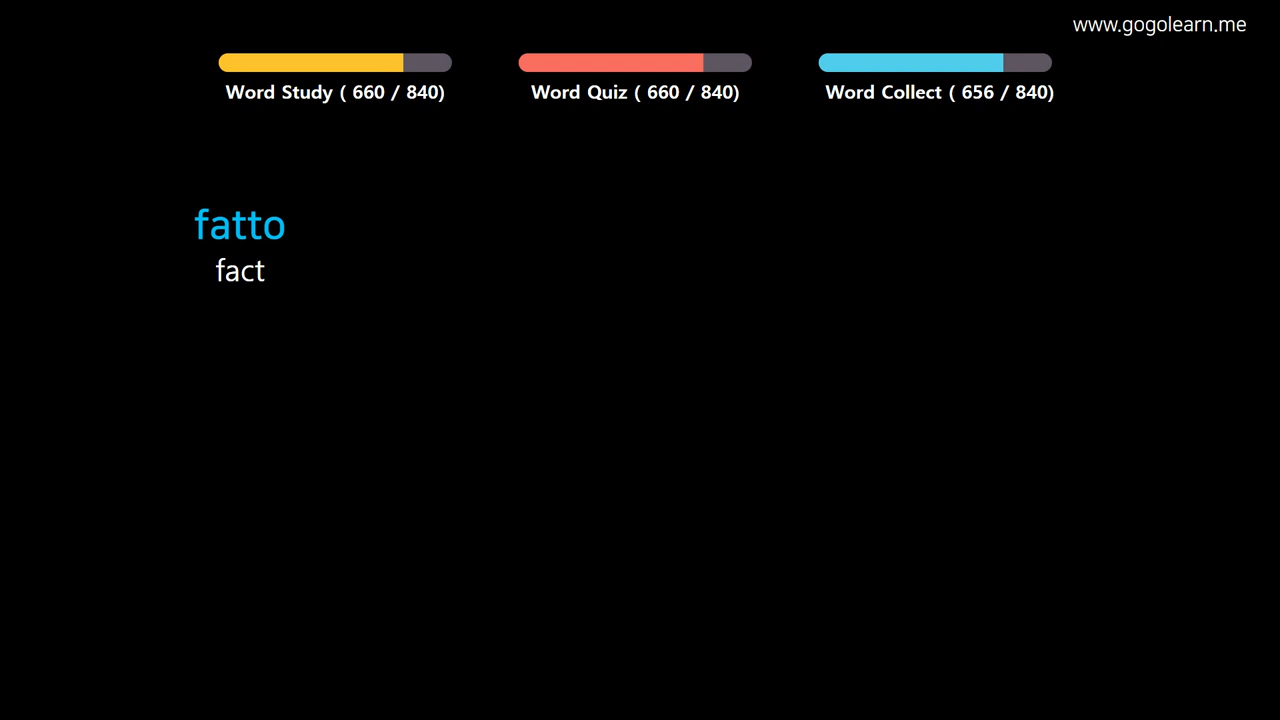 www.gogolearn.me
Word Study ( 660 / 840)
Word Quiz ( 660 / 840)
Word Collect ( 656 / 840)
fatto
fact